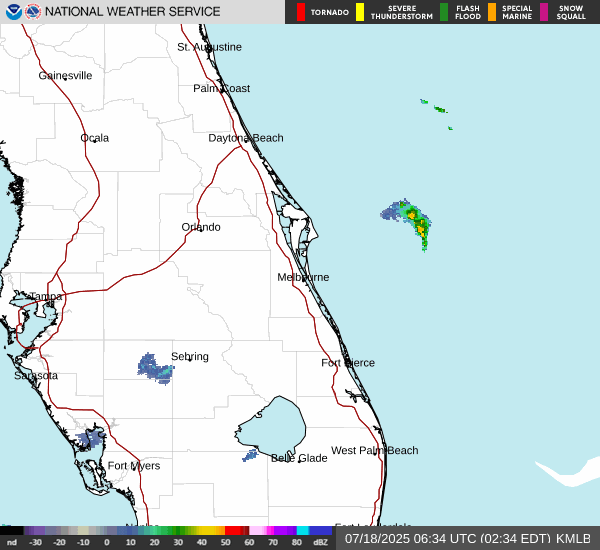 NATIONAL WEATHER SERVICE
TORNADO
SEVERE
THUNDERSTORM
FLASH
FLOOD
SPECIAL
MARINE
SNOW
SQUALL
St. Augustine
Gainesville
Palm Coast
Ocala
Daytona Beach
Orlando
Melbourne
Tampa
Sebring
Fort Pierce
Sarasota
West Palm Beach
Belle Glade
Fort Myers
nd -30 -20 -10 0 10 20 30 40 50 60 70 80 dBZ
07/18/2025 06:34 UTC (02:34 EDT) KMLB